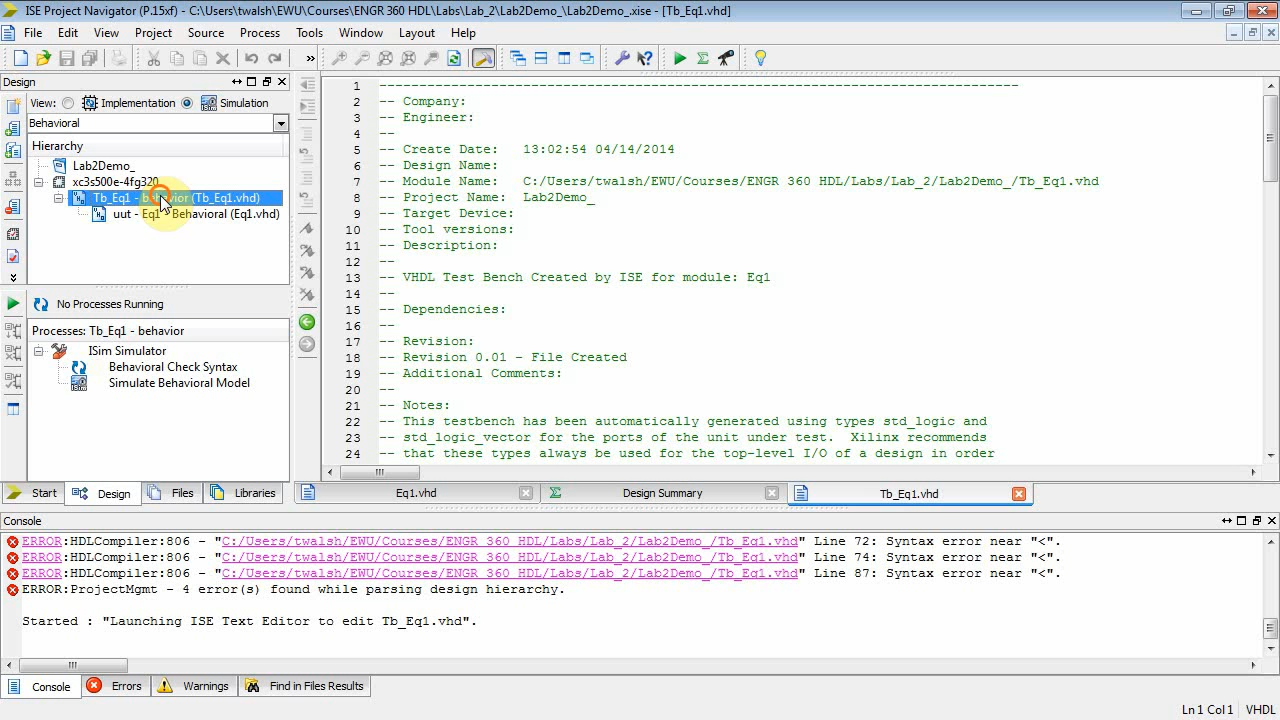 ISE Project Navigator (P.15xf) - C:\Users\twalsh\EWU\Courses\ENGR 360 HDL\Labs\Lab_2\Lab2Demo_\Lab2Demo_.xise - [Tb_Eq1.vhd]
File Edit View Project Source Process Tools Window Layout Help
»
Design
View: Implementation Simulation
Behavioral
Hierarchy
Lab2Demo_
xc3s500e-4fg320
Tb_Eq1 - behavior (Tb_Eq1.vhd)
uut - Eq1 - Behavioral (Eq1.vhd)
No Processes Running
Processes: Tb_Eq1 - behavior
ISim Simulator
Behavioral Check Syntax
Simulate Behavioral Model
Start Design Files Libraries
1 --------------------------------------------------------------------------------
2 -- Company:
3 -- Engineer:
4
5 -- Create Date: 13:02:54 04/14/2014
6 -- Design Name:
7 -- Module Name: C:/Users/twalsh/EWU/Courses/ENGR 360 HDL/Labs/Lab_2/Lab2Demo_/Tb_Eq1.vhd
8 -- Project Name: Lab2Demo_
9 -- Target Device:
10 -- Tool versions:
11 -- Description:
12 --
13 -- VHDL Test Bench Created by ISE for module: Eq1
14 --
15 -- Dependencies:
16 --
17 -- Revision:
18 -- Revision 0.01 - File Created
19 -- Additional Comments:
20 --
21 -- Notes:
22 -- This testbench has been automatically generated using types std_logic and
23 -- std_logic_vector for the ports of the unit under test. Xilinx recommends
24 -- that these types always be used for the top-level I/O of a design in order
Eq1.vhd Design Summary Tb_Eq1.vhd
Console
ERROR:HDLCompiler:806 - "C:/Users/twalsh/EWU/Courses/ENGR 360 HDL/Labs/Lab_2/Lab2Demo_/Tb_Eq1.vhd" Line 72: Syntax error near "<".
ERROR:HDLCompiler:806 - "C:/Users/twalsh/EWU/Courses/ENGR 360 HDL/Labs/Lab_2/Lab2Demo_/Tb_Eq1.vhd" Line 74: Syntax error near "<".
ERROR:HDLCompiler:806 - "C:/Users/twalsh/EWU/Courses/ENGR 360 HDL/Labs/Lab_2/Lab2Demo_/Tb_Eq1.vhd" Line 87: Syntax error near "<".
ERROR:ProjectMgmt - 4 error(s) found while parsing design hierarchy.
Started : "Launching ISE Text Editor to edit Tb_Eq1.vhd".
Console Errors Warnings Find in Files Results
Ln 1 Col 1 VHDL